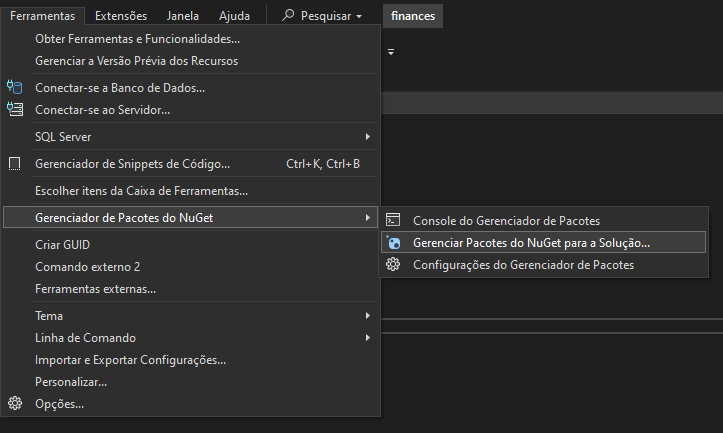 Ferramentas Extensões Janela Ajuda Pesquisar finances
Obter Ferramentas e Funcionalidades...
Gerenciar a Versão Prévia dos Recursos
Conectar-se a Banco de Dados...
Conectar-se ao Servidor...
SQL Server
Gerenciador de Snippets de Código... Ctrl+K, Ctrl+B
Escolher itens da Caixa de Ferramentas...
Gerenciador de Pacotes do NuGet
Console do Gerenciador de Pacotes
Gerenciar Pacotes do NuGet para a Solução...
Configurações do Gerenciador de Pacotes
Criar GUID
Comando externo 2
Ferramentas externas...
Tema
Linha de Comando
Importar e Exportar Configurações...
Personalizar...
Opções...